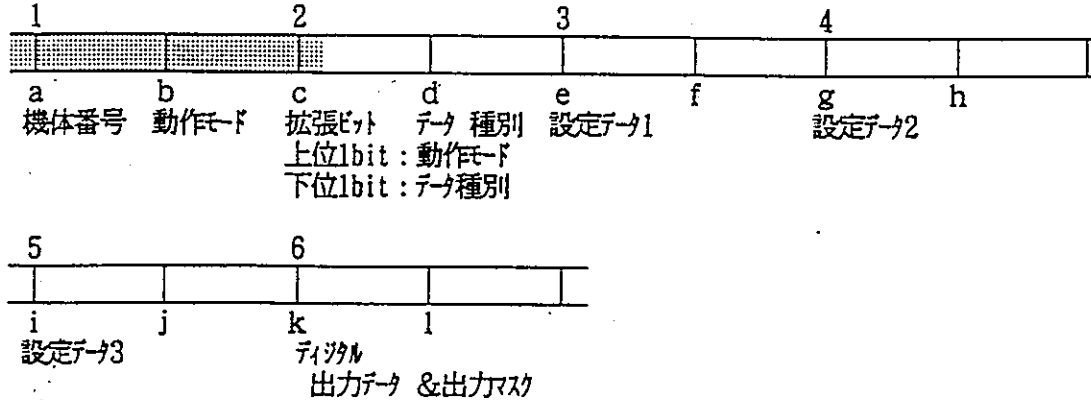 1 2 3 4
a b c d e f g h
機体番号 動作モード 拡張ビット データ種別 設定データ1 設定データ2
上位1bit:動作モード
下位1bit:データ種別
5 6
i j k l
設定データ3 ディジタル
出力データ &出力マスク